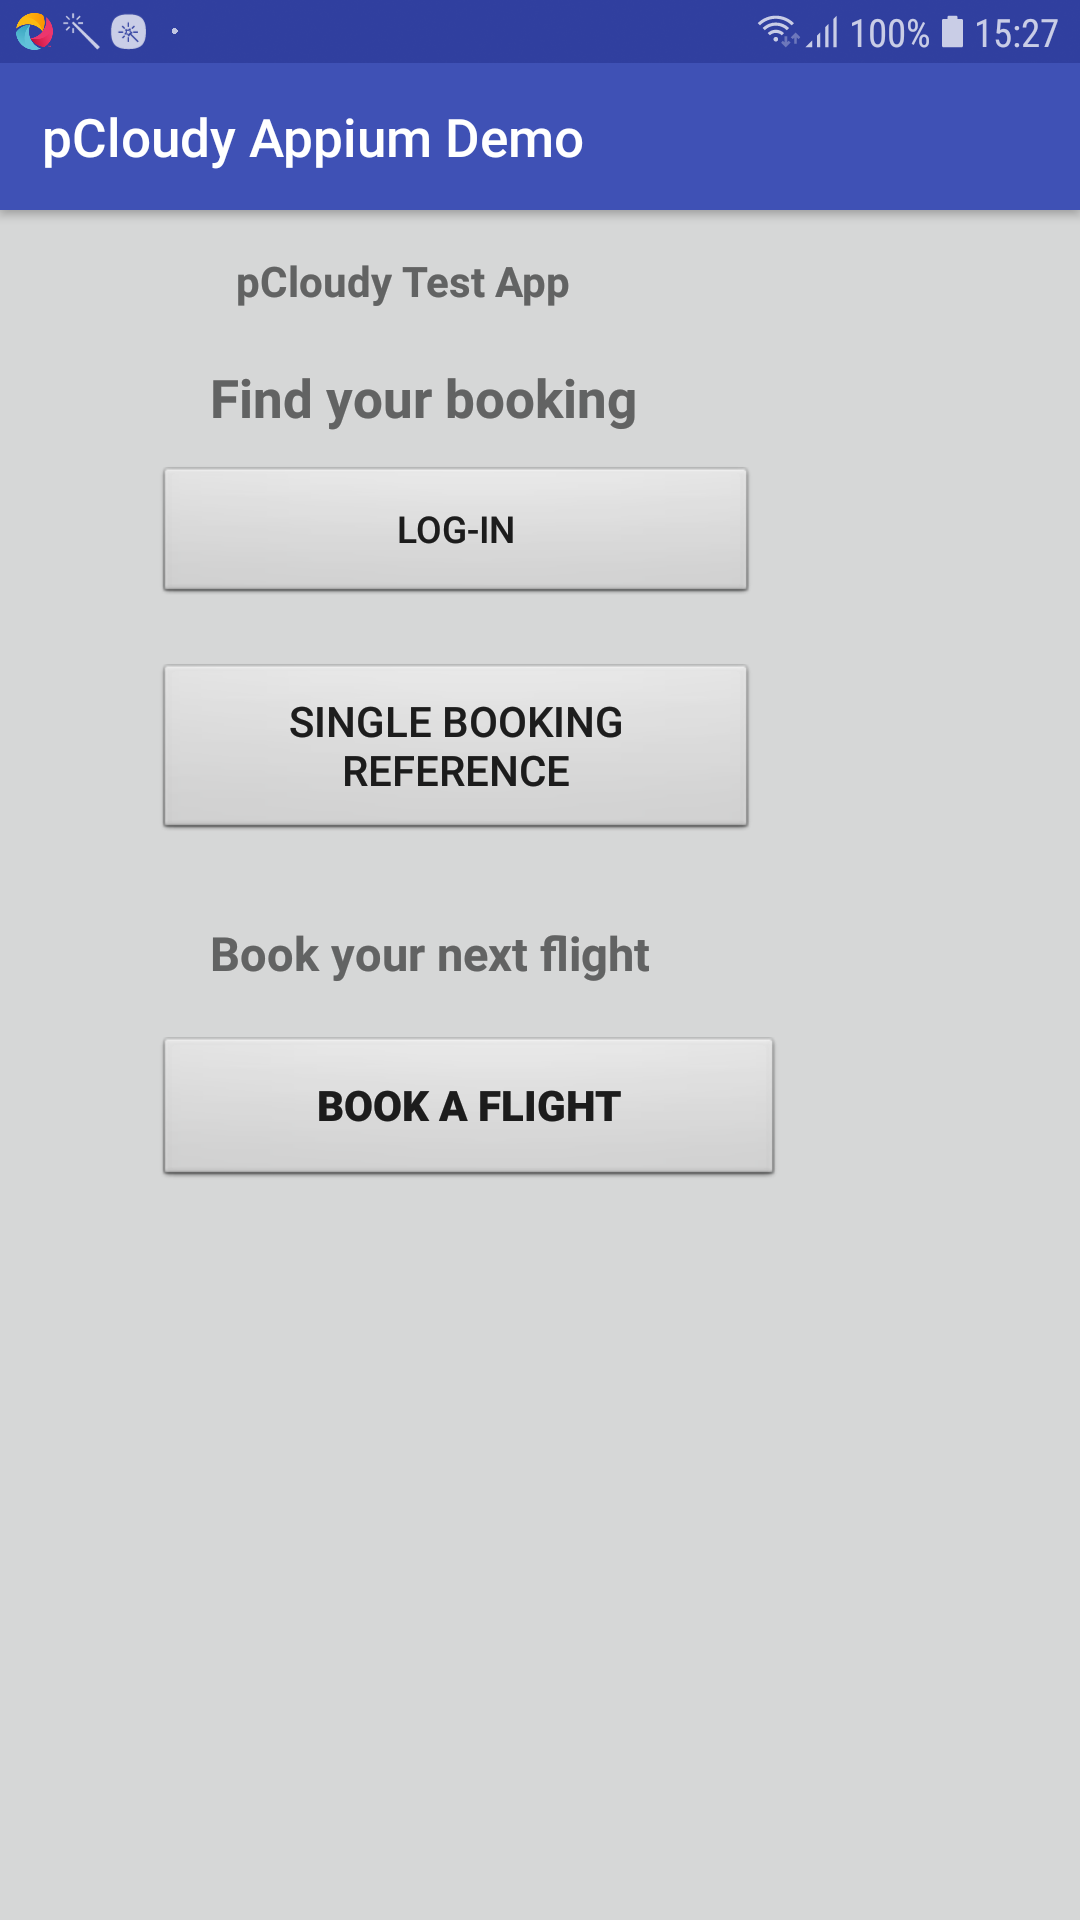 100% 15:27
pCloudy Appium Demo
pCloudy Test App
Find your booking
LOG-IN
SINGLE BOOKING
REFERENCE
Book your next flight
BOOK A FLIGHT